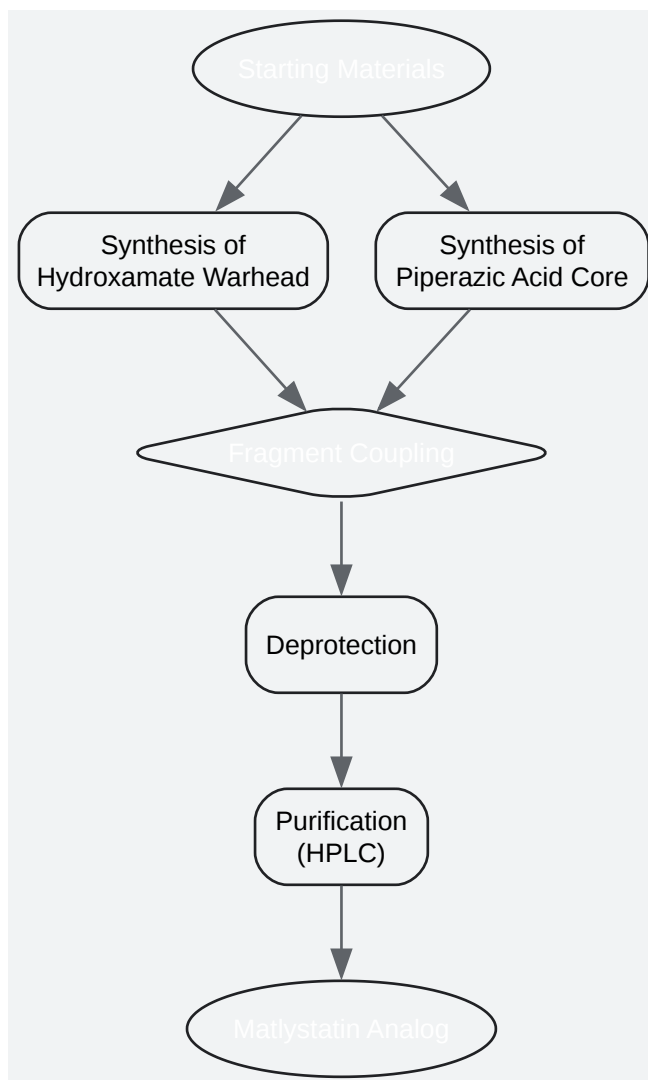 Starting Materials
Synthesis of
Hydroxamate Warhead
Synthesis of
Piperazic Acid Core
Fragment Coupling
Deprotection
Purification
(HPLC)
Matlystatin Analog